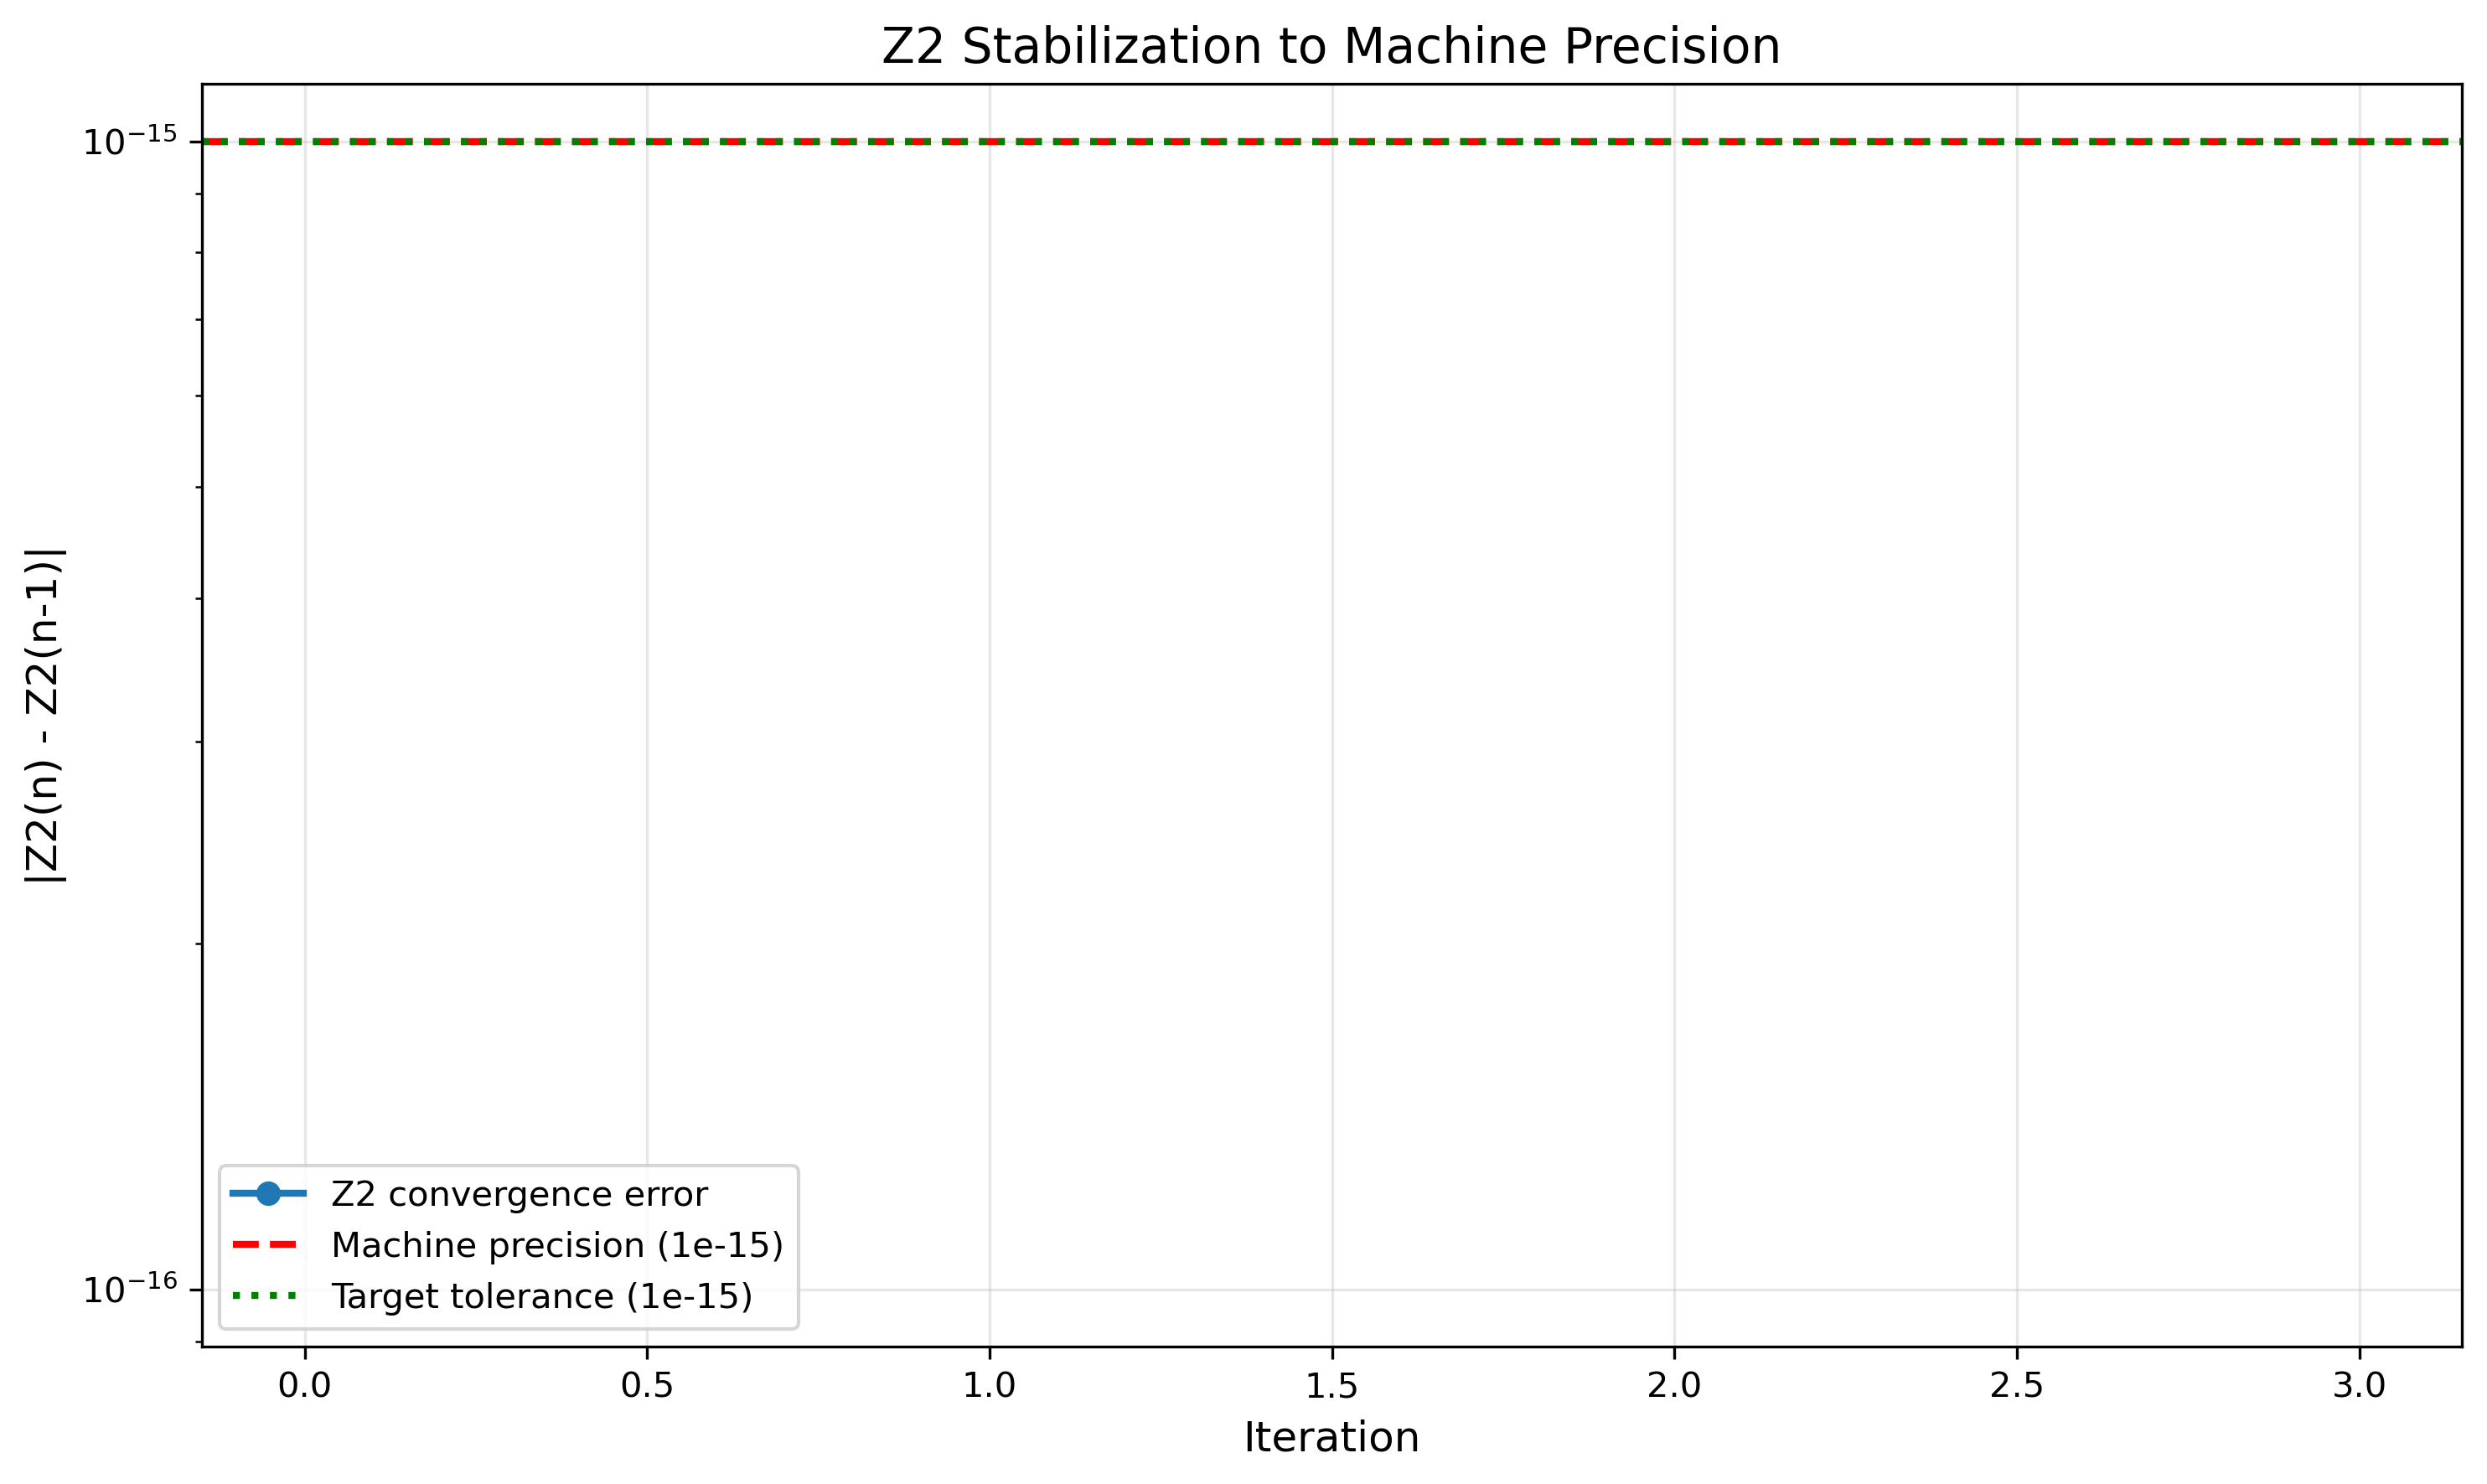 Z2 Stabilization to Machine Precision
|Z2(n) - Z2(n-1)|
10⁻¹⁵
10⁻¹⁶
Z2 convergence error
Machine precision (1e-15)
Target tolerance (1e-15)
0.0 0.5 1.0 1.5 2.0 2.5 3.0
Iteration